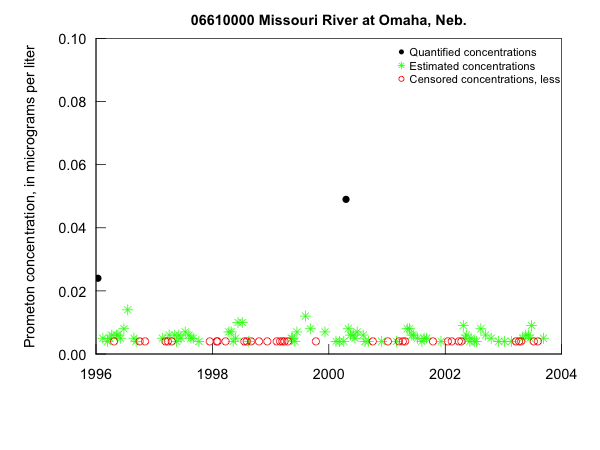 06610000 Missouri River at Omaha, Neb.
Prometon concentration, in micrograms per liter
0.10
0.08
0.06
0.04
0.02
0.00
Quantified concentrations
Estimated concentrations
Censored concentrations, less
1996 1998 2000 2002 2004